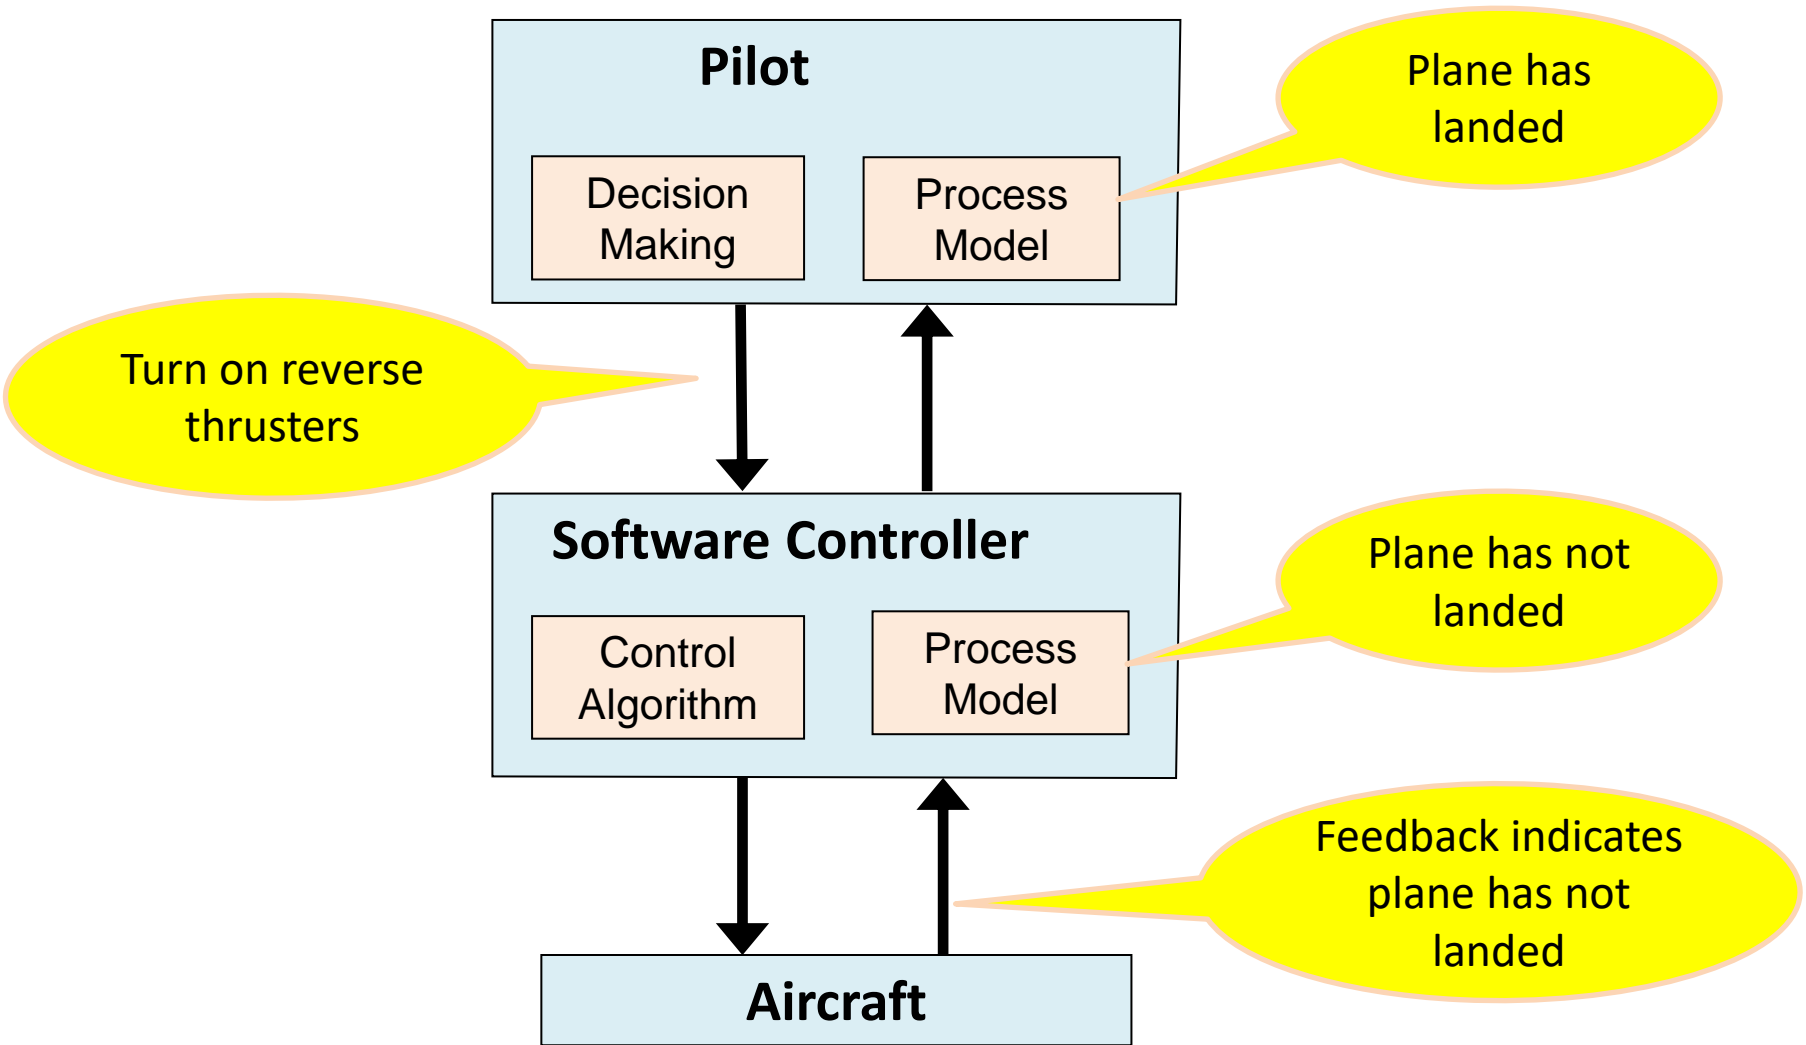 Pilot
Plane has
landed
Decision
Making
Process
Model
Turn on reverse
thrusters
Software Controller
Plane has not
landed
Control
Algorithm
Process
Model
Feedback indicates
plane has not
landed
Aircraft